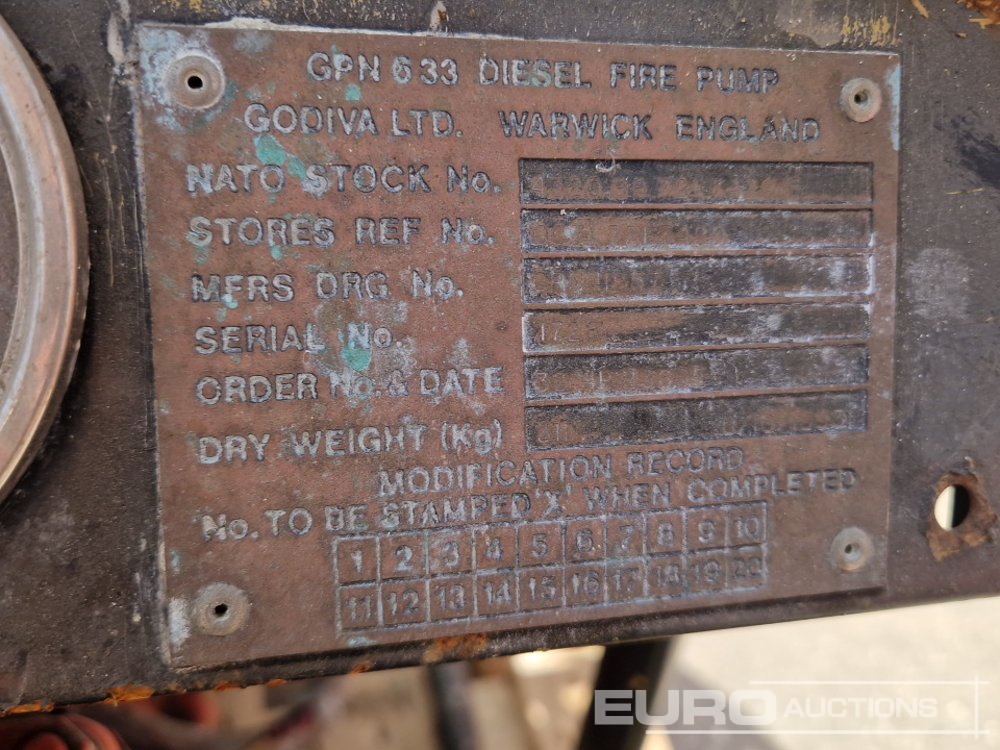 GPN 633 DIESEL FIRE PUMP
GODIVA LTD. WARWICK ENGLAND
NATO STOCK No.
STORES REF No.
MFRS DRG No.
SERIAL No.
ORDER No. & DATE
DRY WEIGHT (Kg)
MODIFICATION RECORD
No. TO BE STAMPED 'X' WHEN COMPLETED
1 2 3 4 5 6 7 8 9 10
11 12 13 14 15 16 17 18 19 20
EURO AUCTIONS